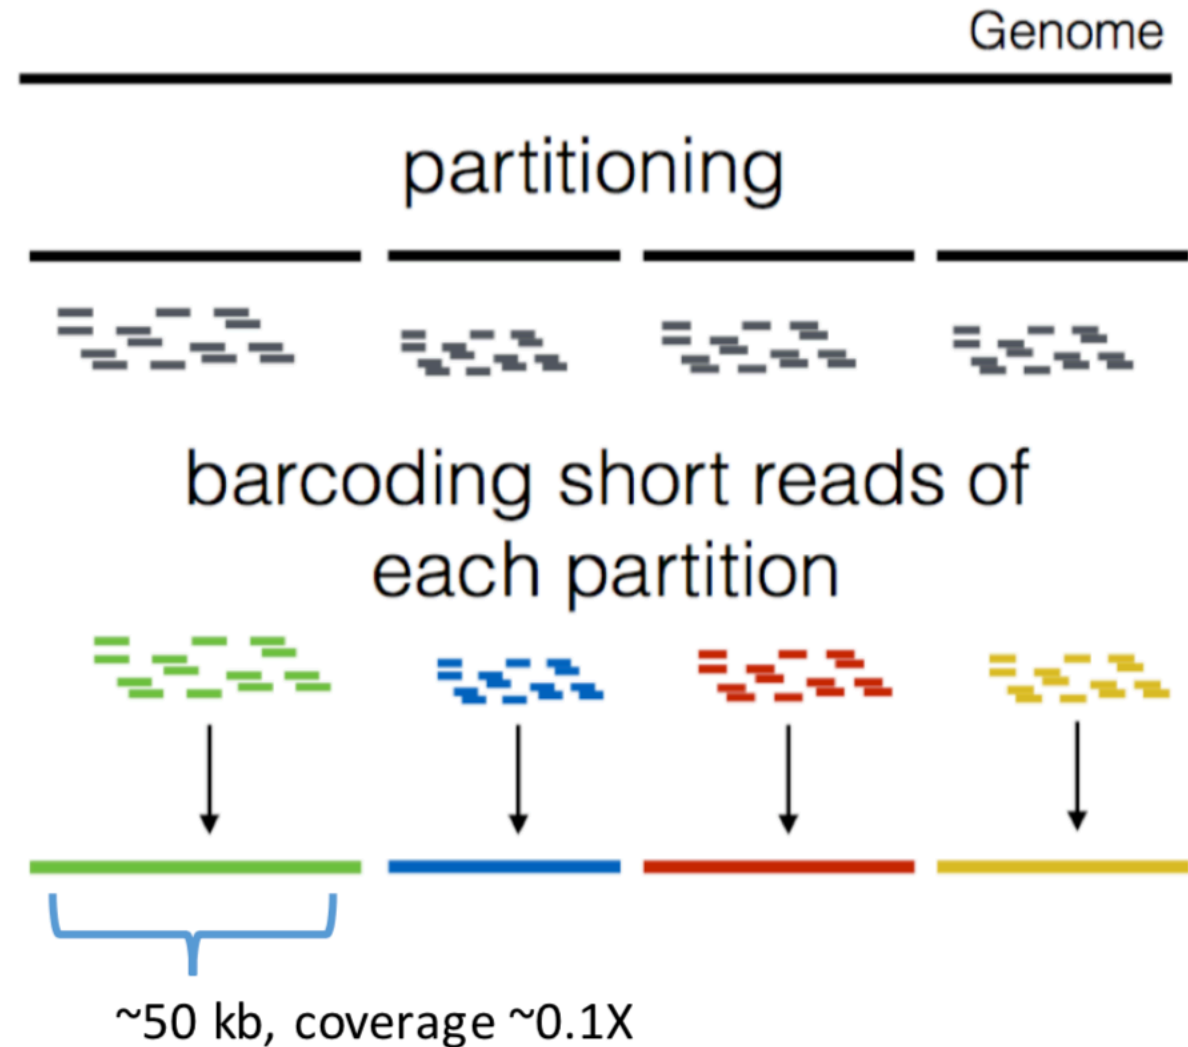 Genome
partitioning
barcoding short reads of
each partition
~50 kb, coverage ~0.1X